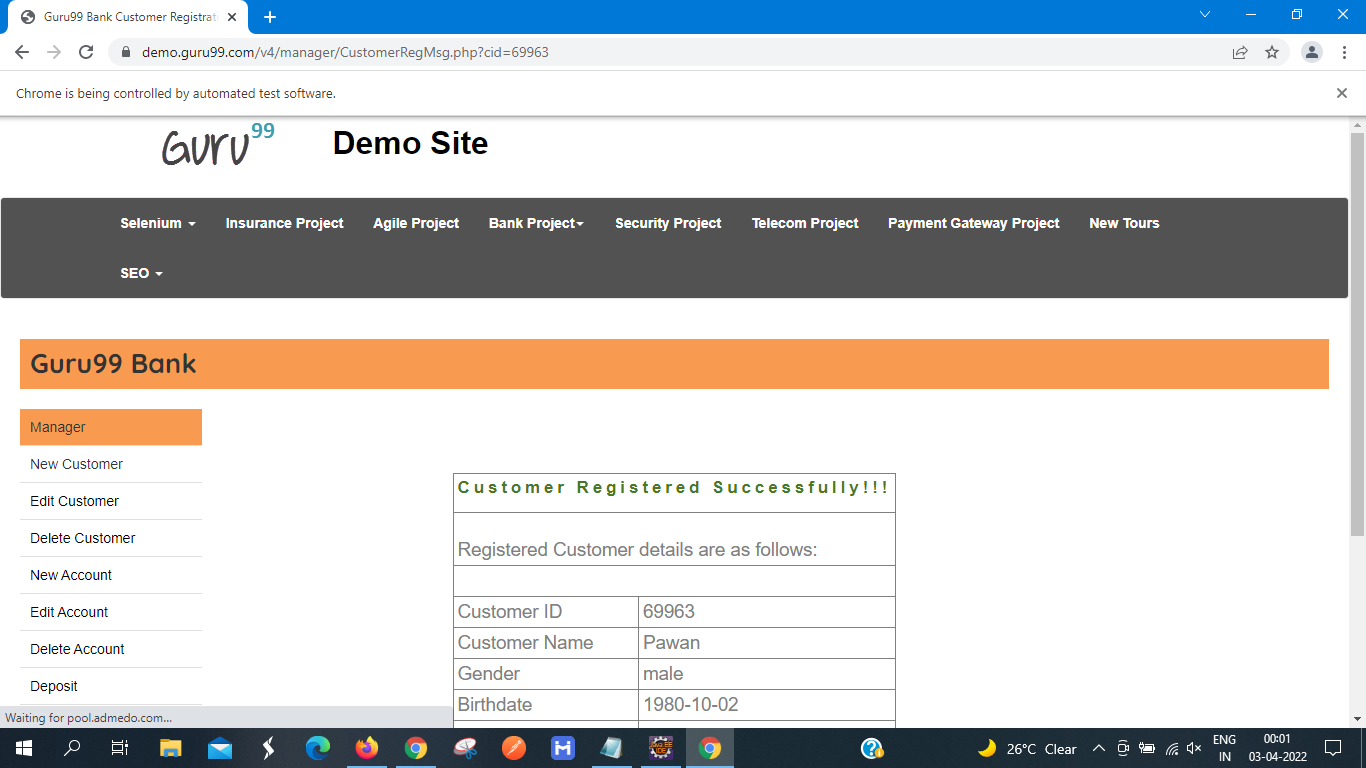 Guru99 Bank Customer Registrat
demo.guru99.com/v4/manager/CustomerRegMsg.php?cid=69963
Chrome is being controlled by automated test software.
Guru99 Demo Site
Selenium Insurance Project Agile Project Bank Project Security Project Telecom Project Payment Gateway Project New Tours
SEO
Guru99 Bank
Manager
New Customer
Edit Customer
Delete Customer
New Account
Edit Account
Delete Account
Deposit
Customer Registered Successfully!!!
Registered Customer details are as follows:
Customer ID 69963
Customer Name Pawan
Gender male
Birthdate 1980-10-02
Waiting for pool.admedo.com...
26°C Clear
ENG
IN
00:01
03-04-2022